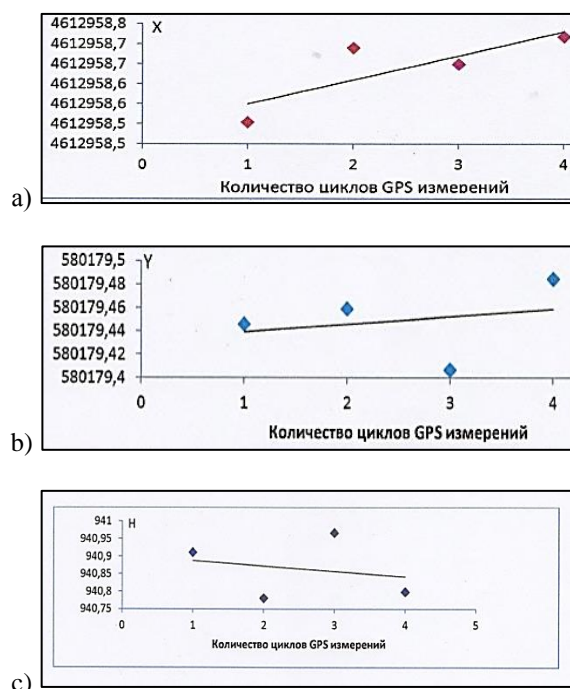 4612958,8
X
4612958,7
4612958,7
4612958,6
4612958,6
4612958,5
4612958,5
0 1 2 3 4
Количество циклов GPS измерений
a)
580179,5
Y
580179,48
580179,46
580179,44
580179,42
580179,4
0 1 2 3 4
Количество циклов GPS измерений
b)
941
H
940,95
940,9
940,85
940,8
940,75
0 1 2 3 4 5
Количество циклов GPS измерений
c)